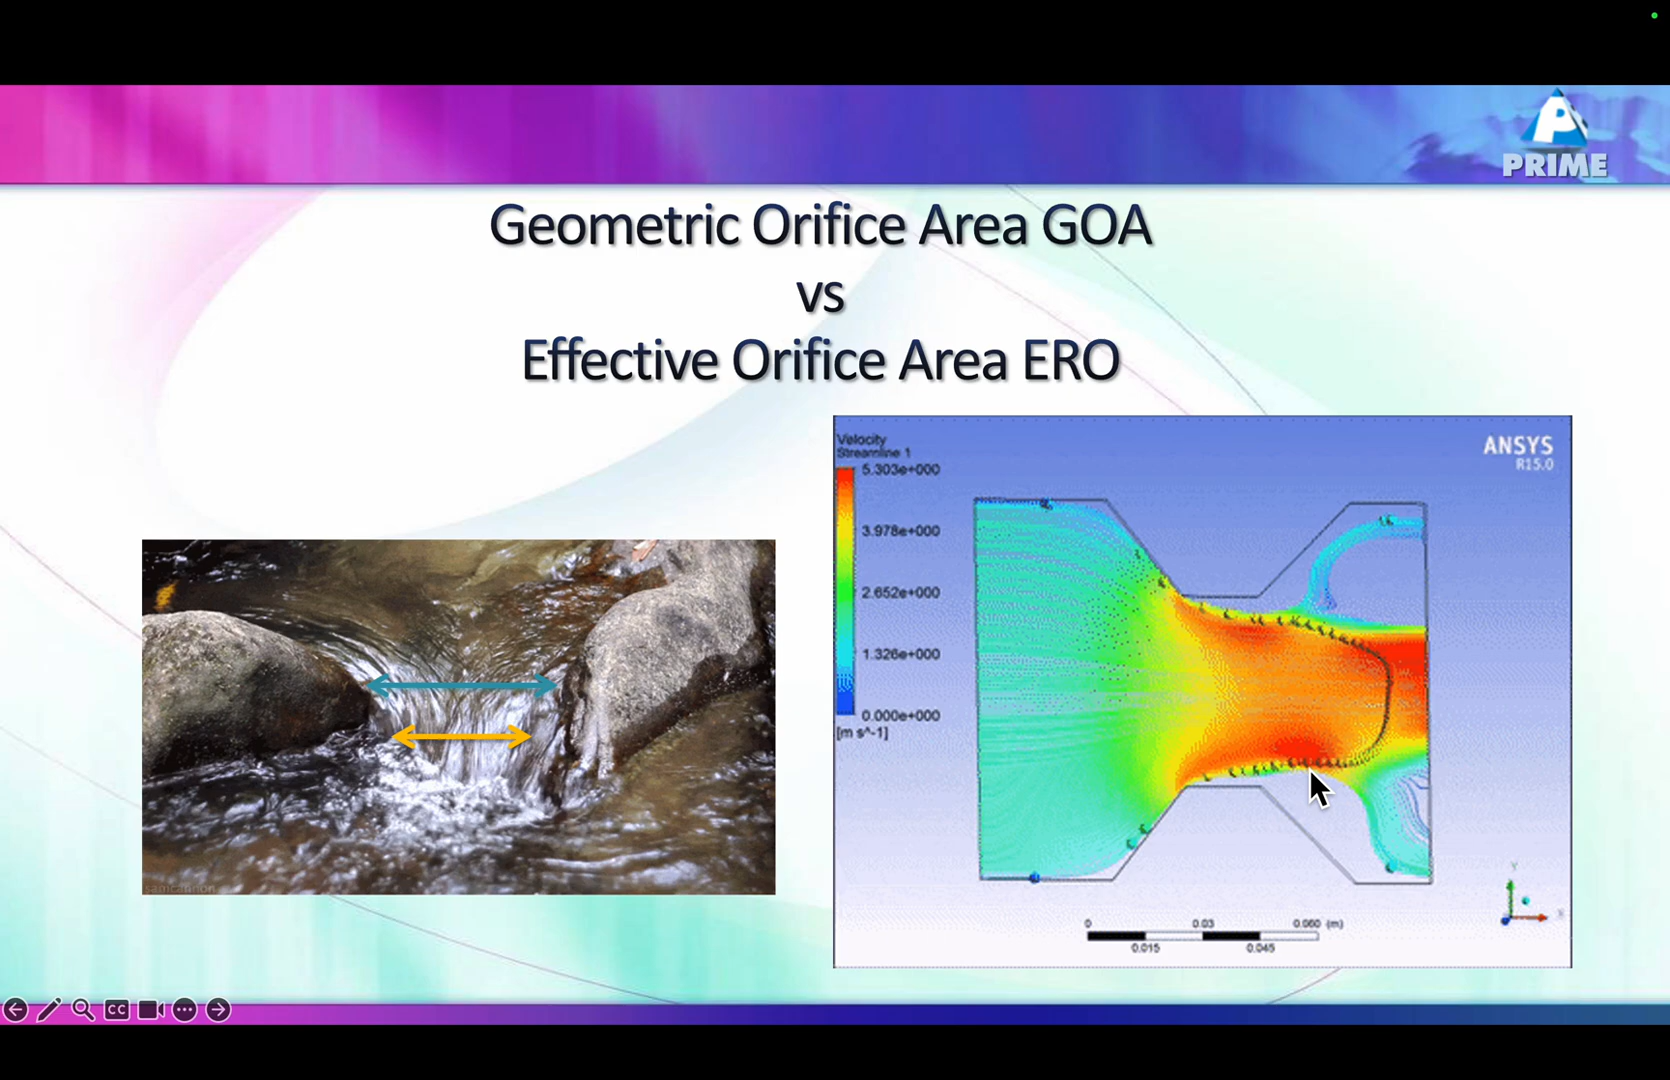 PRIME
Geometric Orifice Area GOA
vs
Effective Orifice Area ERO
Velocity
Streamline 1
5.303e+000
3.978e+000
2.652e+000
1.326e+000
0.000e+000
[m s^-1]
ANSYS
R15.0
0 0.03 0.060 (m)
0.015 0.045
Y
X
samcannon
CC